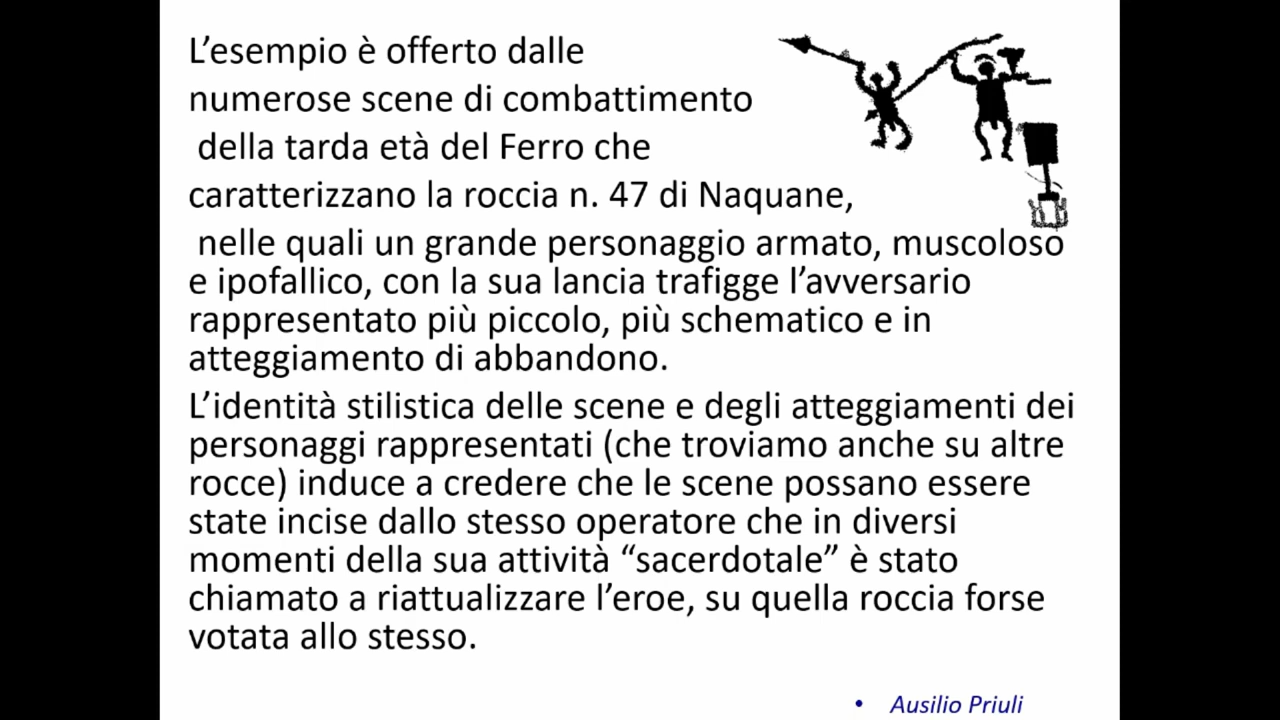 L’esempio è offerto dalle
numerose scene di combattimento
della tarda età del Ferro che
caratterizzano la roccia n. 47 di Naquane,
nelle quali un grande personaggio armato, muscoloso
e ipofallico, con la sua lancia trafigge l’avversario
rappresentato più piccolo, più schematico e in
atteggiamento di abbandono.
L’identità stilistica delle scene e degli atteggiamenti dei
personaggi rappresentati (che troviamo anche su altre
rocce) induce a credere che le scene possano essere
state incise dallo stesso operatore che in diversi
momenti della sua attività “sacerdotale” è stato
chiamato a riattualizzare l’eroe, su quella roccia forse
votata allo stesso.
• Ausilio Priuli